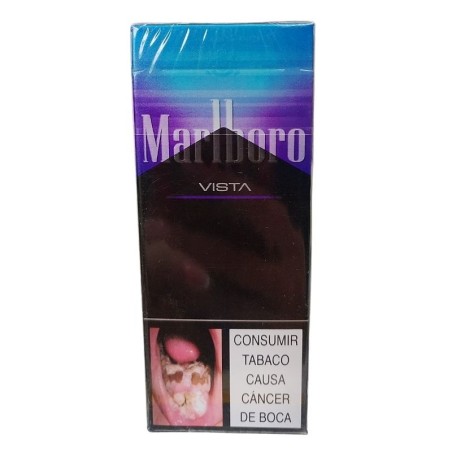 Marlboro
VISTA
CONSUMIR
TABACO
CAUSA
CÁNCER
DE BOCA